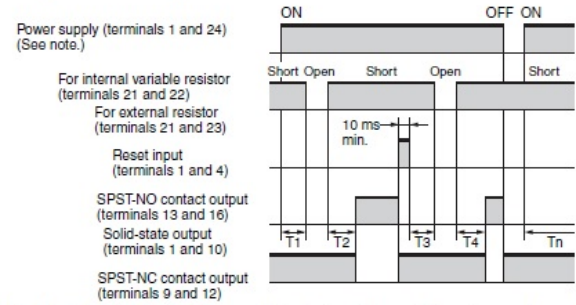 ON
OFF ON
Power supply (terminals 1 and 24)
(See note.)
Short Open Short Open Short
For internal variable resistor
(terminals 21 and 22)
For external resistor
(terminals 21 and 23)
10 ms
min.
Reset input
(terminals 1 and 4)
SPST-NO contact output
(terminals 13 and 16)
Solid-state output
(terminals 1 and 10)
T1 T2 T3 T4 Tn
SPST-NC contact output
(terminals 9 and 12)